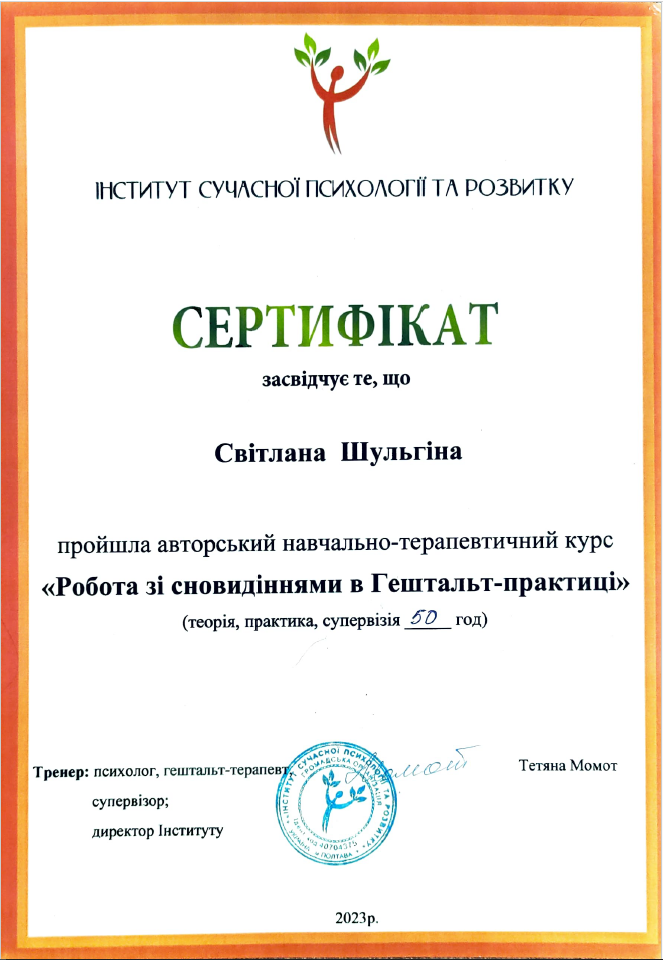 ІНСТИТУТ СУЧАСНОЇ ПСИХОЛОГІЇ ТА РОЗВИТКУ
СЕРТИФІКАТ
засвідчує те, що
Світлана Шульгіна
пройшла авторський навчально-терапевтичний курс
«Робота зі сновидіннями в Гештальт-практиці»
(теорія, практика, супервізія 50 год)
Тренер: психолог, гештальт-терапевт,
супервізор;
директор Інституту
Тетяна Момот
ІНСТИТУТ СУЧАСНОЇ ПСИХОЛОГІЇ ТА РОЗВИТКУ
ГРОМАДСЬКА ОРГАНІЗАЦІЯ
код 40704375
УКРАЇНА м ПОЛТАВА
Момот
2023р.